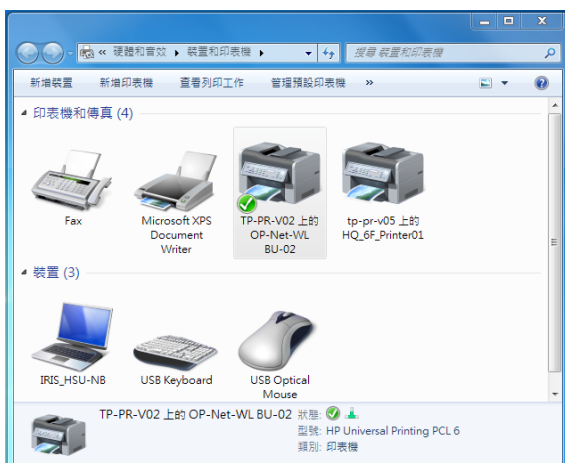 « 硬體和音效 ▸ 裝置和印表機 ▸
搜尋 裝置和印表機
新增裝置 新增印表機 查看列印工作 管理預設印表機 »
印表機和傳真 (4)
Fax
Microsoft XPS
Document
Writer
TP-PR-V02 上的
OP-Net-WL
BU-02
tp-pr-v05 上的
HQ_6F_Printer01
裝置 (3)
IRIS_HSU-NB
USB Keyboard
USB Optical
Mouse
TP-PR-V02 上的 OP-Net-WL BU-02 狀態:
型號: HP Universal Printing PCL 6
類別: 印表機